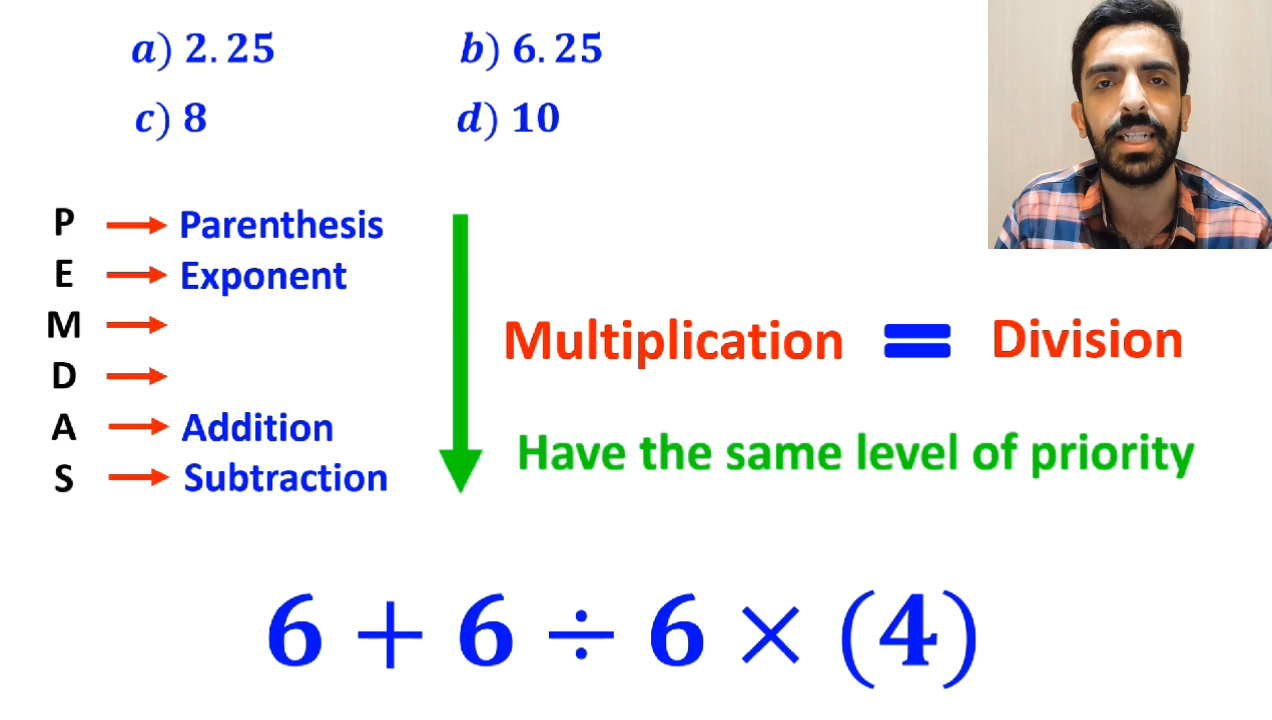 a) 2.25 b) 6.25
c) 8 d) 10
P → Parenthesis
E → Exponent
M →
D →
Multiplication = Division
A → Addition
Have the same level of priority
S → Subtraction
6 + 6 ÷ 6 × (4)